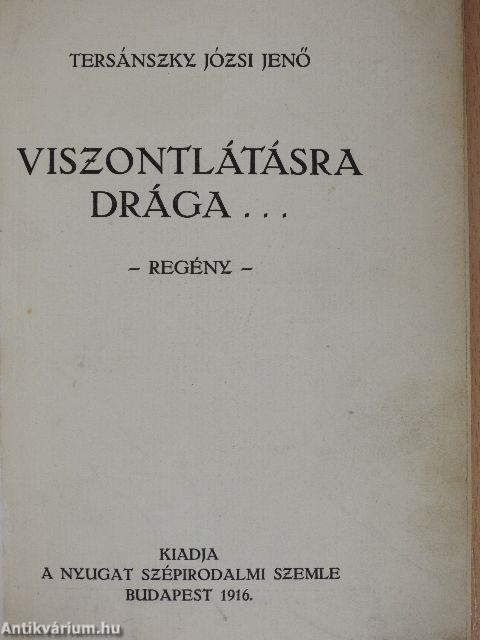 TERSÁNSZKY JÓZSI JENŐ
VISZONTLÁTÁSRA
DRÁGA...
– REGÉNY –
KIADJA
A NYUGAT SZÉPIRODALMI SZEMLE
BUDAPEST 1916.
Antikvárium.hu